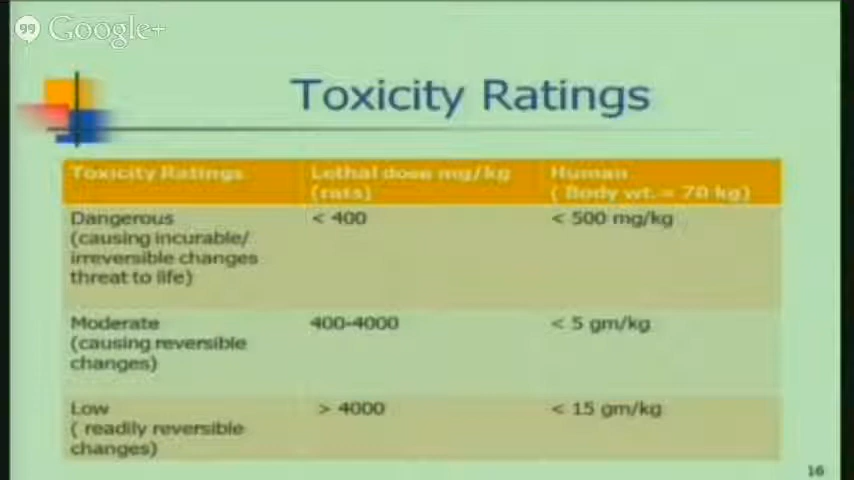 Google+
Toxicity Ratings
Toxicity Ratings
Lethal dose mg/kg
(rats)
Human
( Body wt.= 70 kg)
Dangerous
(causing incurable/
irreversible changes
threat to life)
< 400
< 500 mg/kg
Moderate
(causing reversible
changes)
400-4000
< 5 gm/kg
Low
( readily reversible
changes)
> 4000
< 15 gm/kg
16